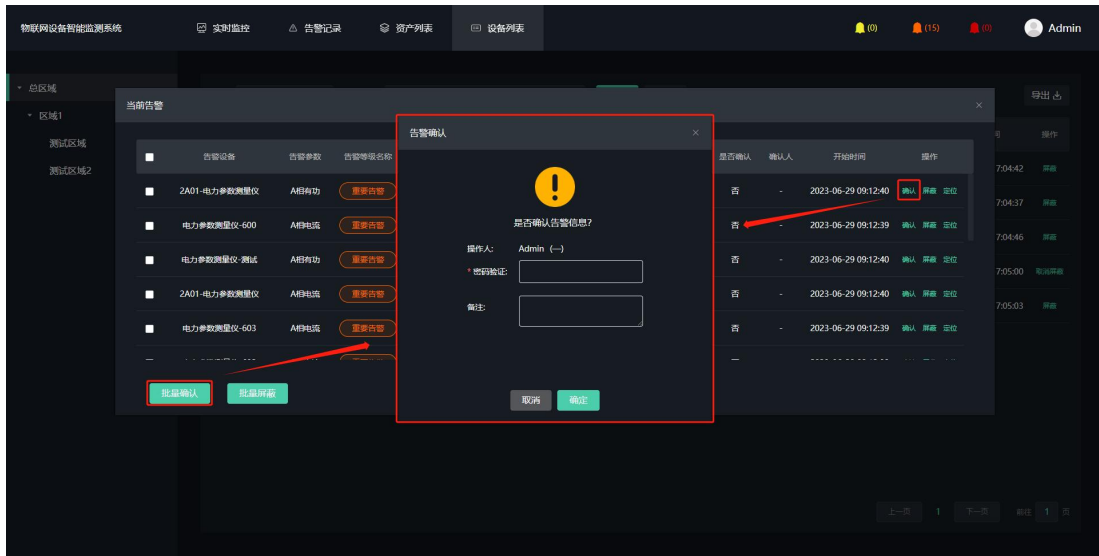 物联网设备智能监测系统 实时监控 告警记录 资产列表 设备列表 (0) (15) (0) Admin
总区域
导出
当前告警
区域1
告警确认
测试区域
操作
告警设备 告警参数 告警等级名称 是否确认 确认人 开始时间 操作
测试区域2
7:04:42 屏蔽
2A01-电力参数测量仪 A相有功 重要告警 否 - 2023-06-29 09:12:40 确认 屏蔽 定位
7:04:37 屏蔽
是否确认告警信息?
电力参数测量仪-600 A相电流 重要告警 否 - 2023-06-29 09:12:39 确认 屏蔽 定位
7:04:46 屏蔽
操作人: Admin (—)
电力参数测量仪-测试 A相有功 重要告警 否 - 2023-06-29 09:12:40 确认 屏蔽 定位
* 密码验证:
7:05:00 取消屏蔽
2A01-电力参数测量仪 A相电流 重要告警 否 - 2023-06-29 09:12:40 确认 屏蔽 定位
备注:
7:05:03 屏蔽
电力参数测量仪-603 A相电流 重要告警 否 - 2023-06-29 09:12:39 确认 屏蔽 定位
批量确认 批量屏蔽
取消 确定
上一页 1 下一页 前往 1 页